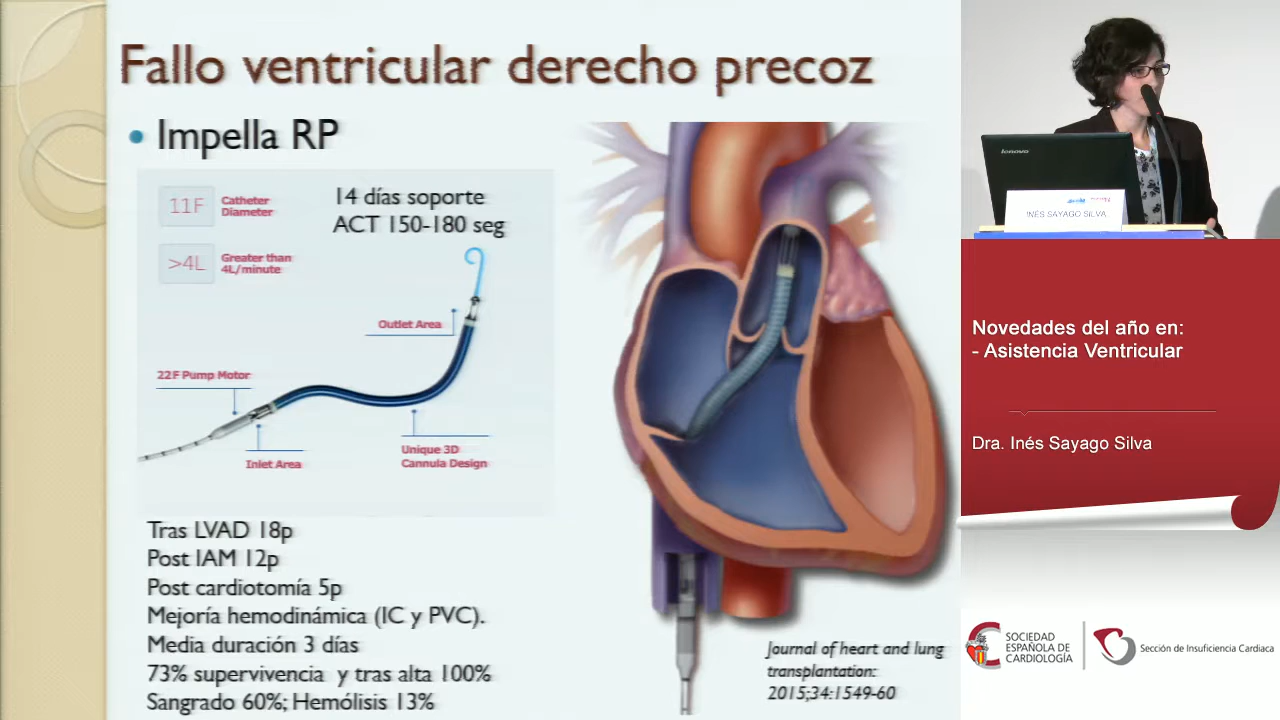 Fallo ventricular derecho precoz
• Impella RP
11F
Catheter
Diameter
14 días soporte
ACT 150-180 seg
>4L
Greater than
4L/minute
Outlet Area
22F Pump Motor
Inlet Area
Unique 3D
Cannula Design
Tras LVAD 18p
Post IAM 12p
Post cardiotomía 5p
Mejoría hemodinámica (IC y PVC).
Media duración 3 días
73% supervivencia y tras alta 100%
Sangrado 60%; Hemólisis 13%
Journal of heart and lung
transplantation:
2015;34:1549-60
lenovo
INÉS SAYAGO SILVA
Novedades del año en:
- Asistencia Ventricular
Dra. Inés Sayago Silva
SOCIEDAD
ESPAÑOLA DE
CARDIOLOGÍA
Sección de Insuficiencia Cardiaca